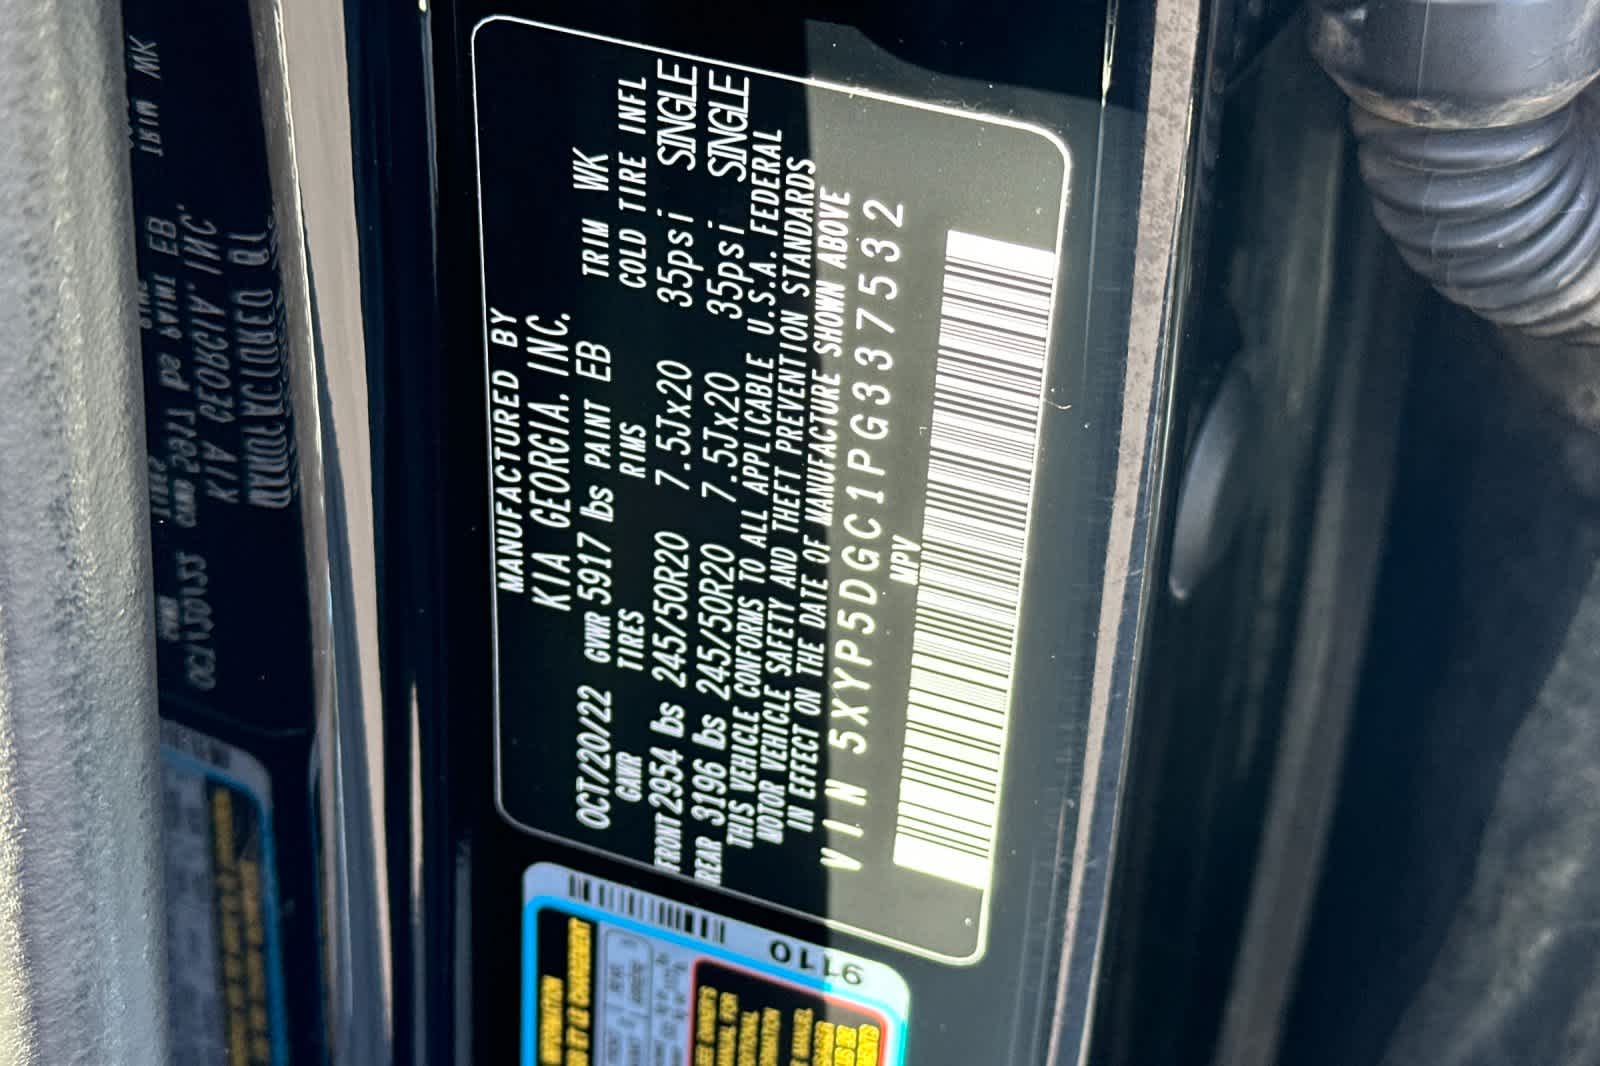 MANUFACTURED BY
KIA GEORGIA, INC.
OCT/20/22 GVWR 5917 lbs PAINT EB TRIM WK
GAWR TIRES RIMS COLD TIRE INFL
FRONT 2954 lbs 245/50R20 7.5Jx20 35psi SINGLE
REAR 3196 lbs 245/50R20 7.5Jx20 35psi SINGLE
THIS VEHICLE CONFORMS TO ALL APPLICABLE U.S.A. FEDERAL
MOTOR VEHICLE SAFETY AND THEFT PREVENTION STANDARDS
IN EFFECT ON THE DATE OF MANUFACTURE SHOWN ABOVE
VIN 5XYP5DGC1PG337532
MPV
9110